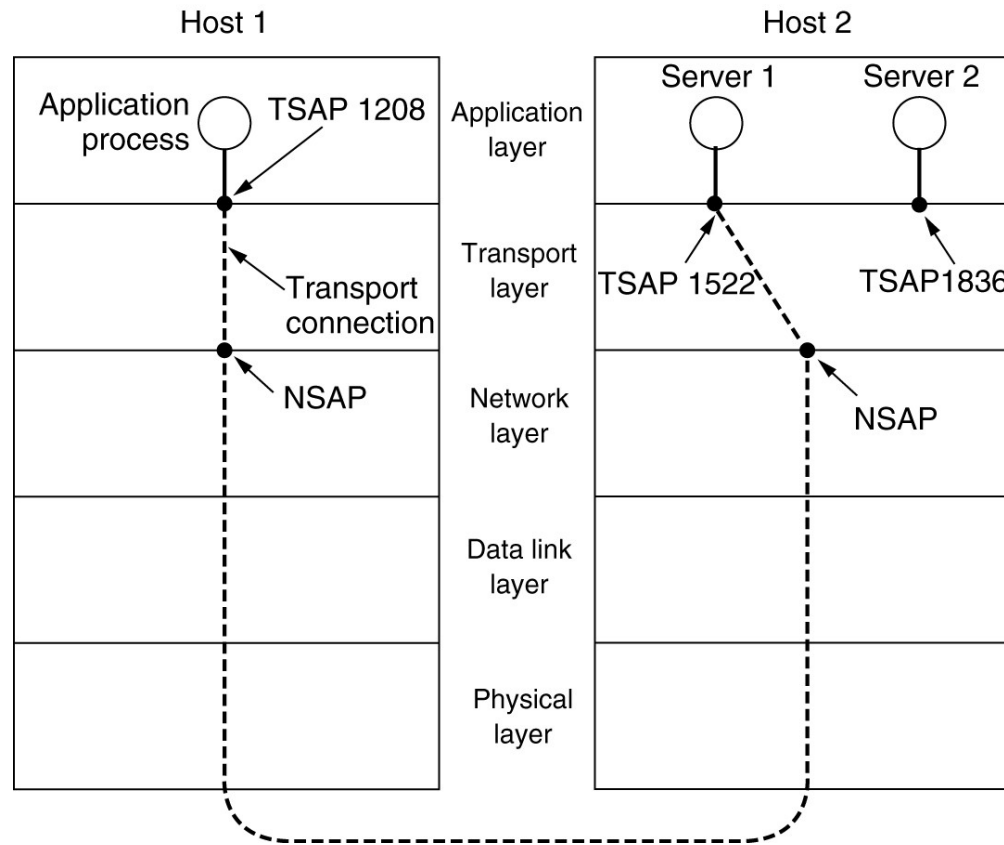 Host 1
Host 2
Application
process
TSAP 1208
Application
layer
Server 1
Server 2
Transport
connection
Transport
layer
TSAP 1522
TSAP1836
NSAP
Network
layer
NSAP
Data link
layer
Physical
layer